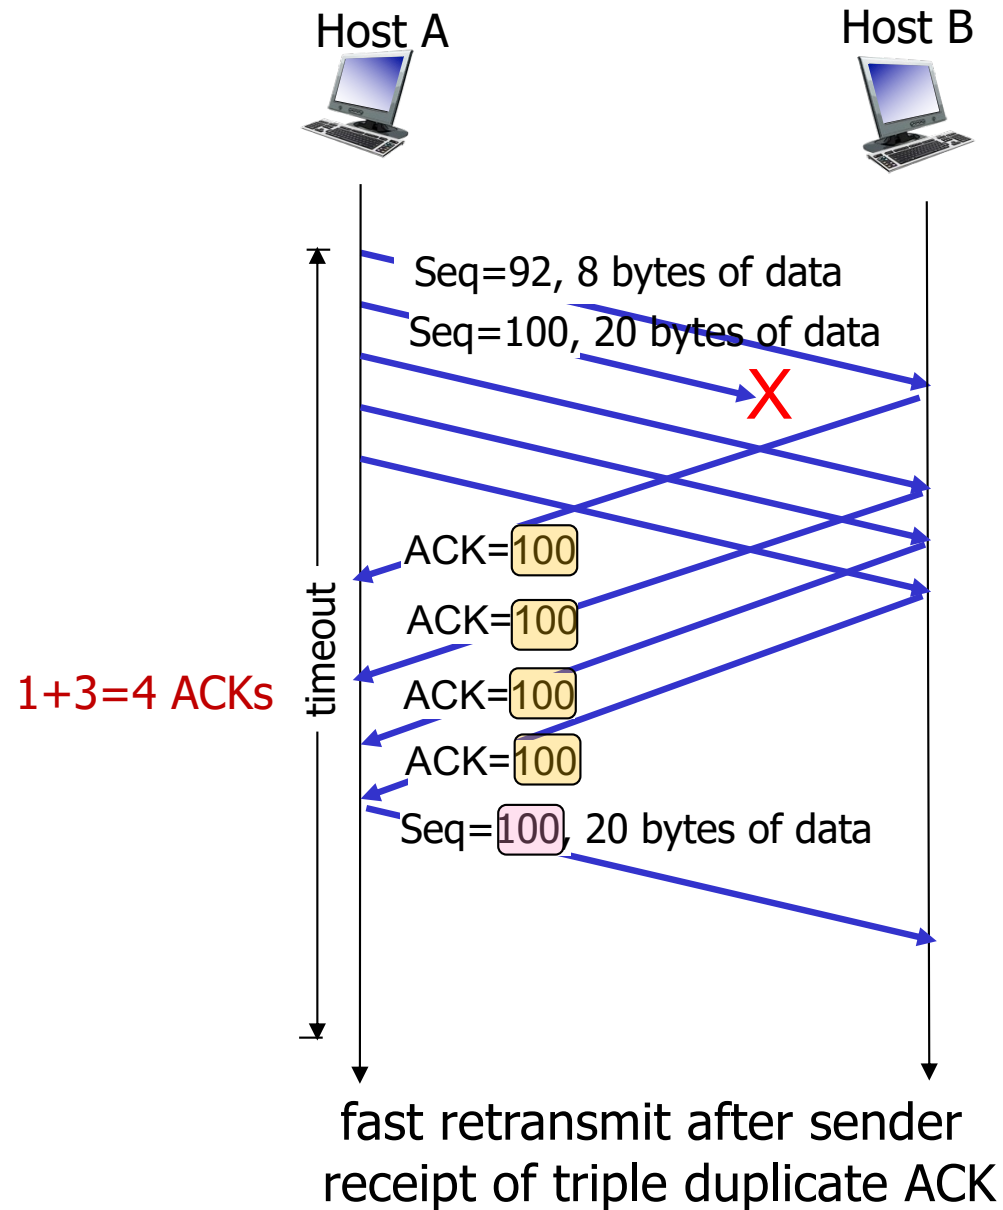 Host A
Host B
Seq=92, 8 bytes of data
Seq=100, 20 bytes of data
X
ACK=100
ACK=100
timeout
1+3=4 ACKs
ACK=100
ACK=100
Seq=100, 20 bytes of data
fast retransmit after sender
receipt of triple duplicate ACK